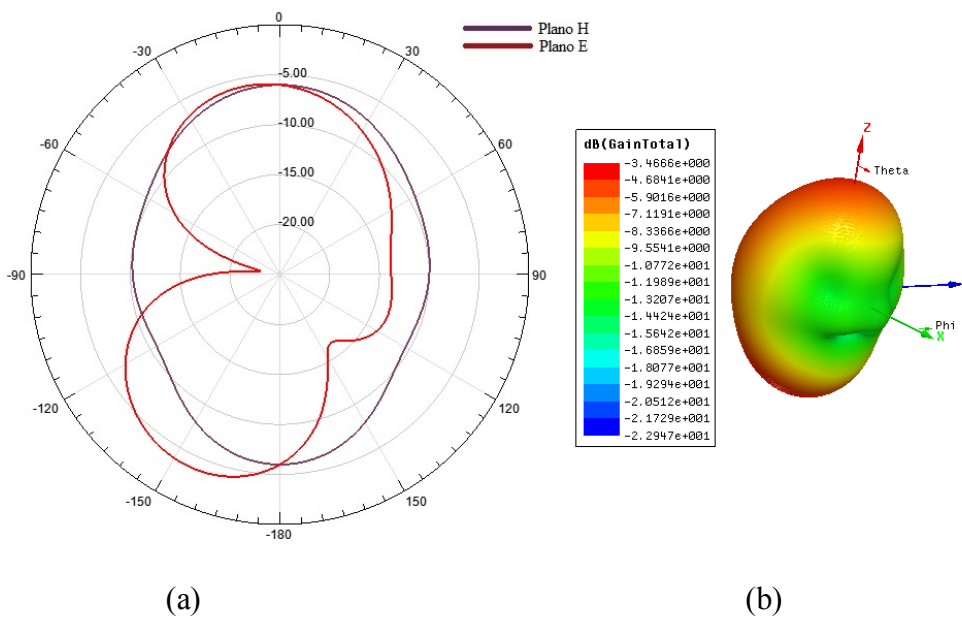 0
Plano H
Plano E
-30
30
-5.00
-10.00
-60
60
-15.00
-20.00
-90
90
-120
120
-150
150
-180
dB(GainTotal)
-3.4666e+000
-4.6841e+000
-5.9016e+000
-7.1191e+000
-8.3366e+000
-9.5541e+000
-1.0772e+001
-1.1989e+001
-1.3207e+001
-1.4424e+001
-1.5642e+001
-1.6859e+001
-1.8077e+001
-1.9294e+001
-2.0512e+001
-2.1729e+001
-2.2947e+001
Z
Theta
Phi
X
(a)
(b)